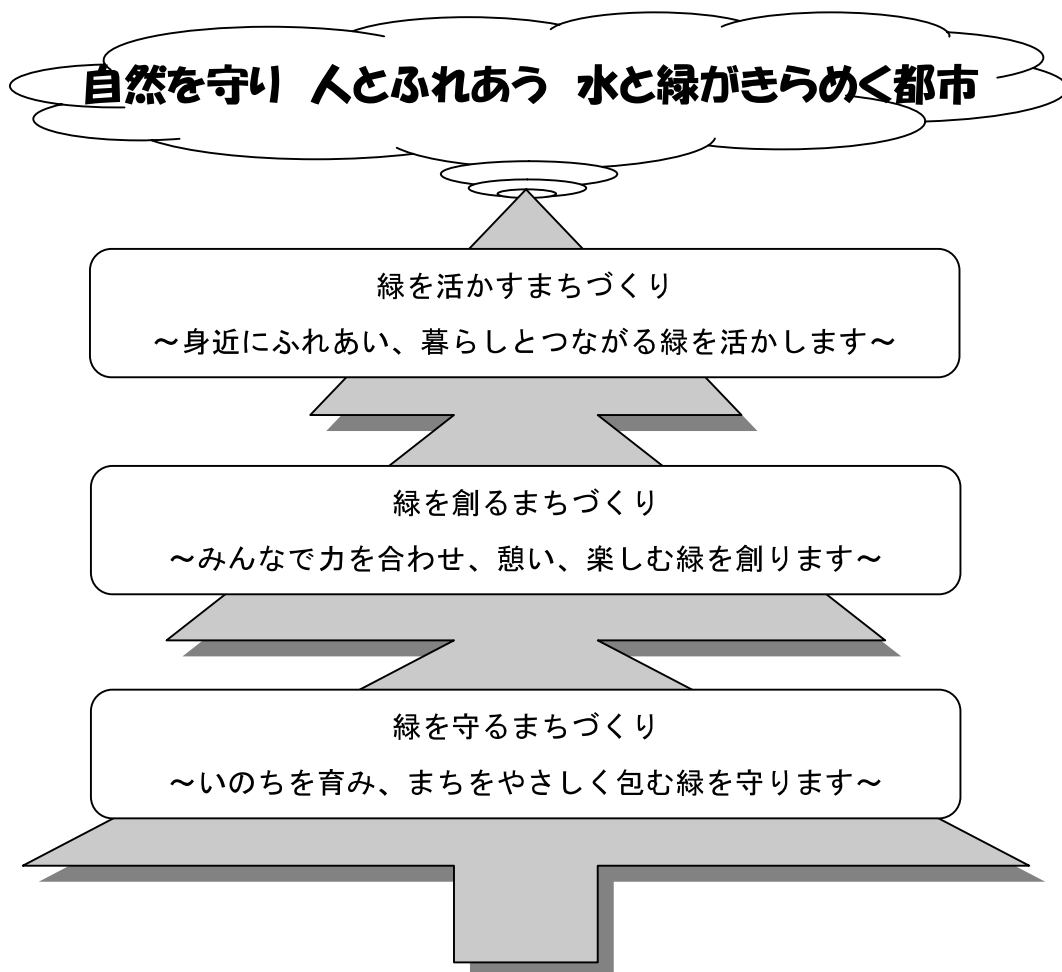 自然を守り 人とふれあう 水と緑がきらめく都市
緑を活かすまちづくり
～身近にふれあい、暮らしとつながる緑を活かします～
緑を創るまちづくり
～みんなで力を合わせ、憩い、楽しむ緑を創ります～
緑を守るまちづくり
～いのちを育み、まちをやさしく包む緑を守ります～